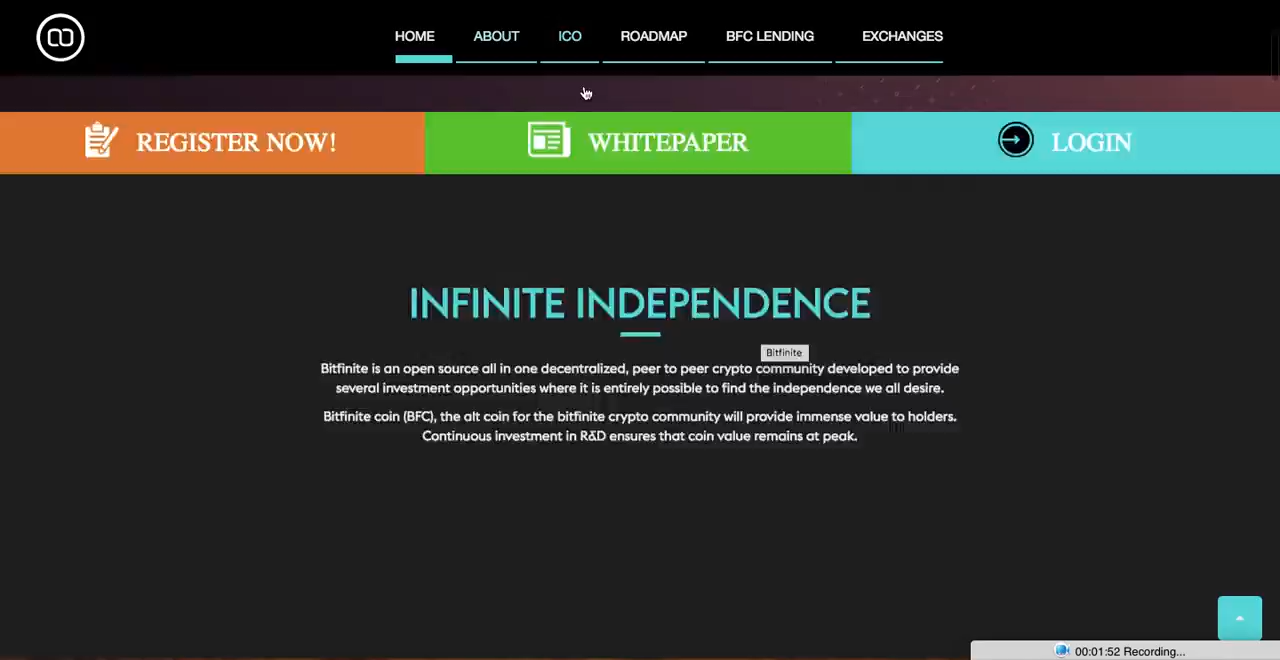 HOME ABOUT ICO ROADMAP BFC LENDING EXCHANGES
REGISTER NOW! WHITEPAPER LOGIN
INFINITE INDEPENDENCE
Bitfinite
Bitfinite is an open source all in one decentralized, peer to peer crypto community developed to provide
several investment opportunities where it is entirely possible to find the independence we all desire.
Bitfinite coin (BFC), the alt coin for the bitfinite crypto community will provide immense value to holders.
Continuous investment in R&D ensures that coin value remains at peak.
00:01:52 Recording...